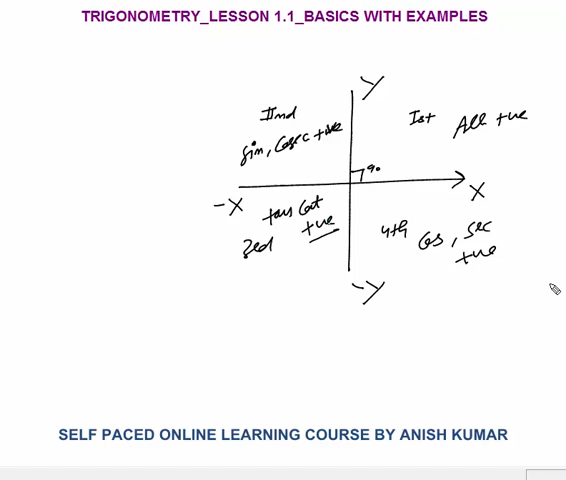 TRIGONOMETRY_LESSON 1.1_BASICS WITH EXAMPLES
Y
IInd
Ist All +ve
sin, Cosec +ve
90
-X
X
tan Cot
+ve
3rd
4th Cos, Sec
+ve
-Y
SELF PACED ONLINE LEARNING COURSE BY ANISH KUMAR